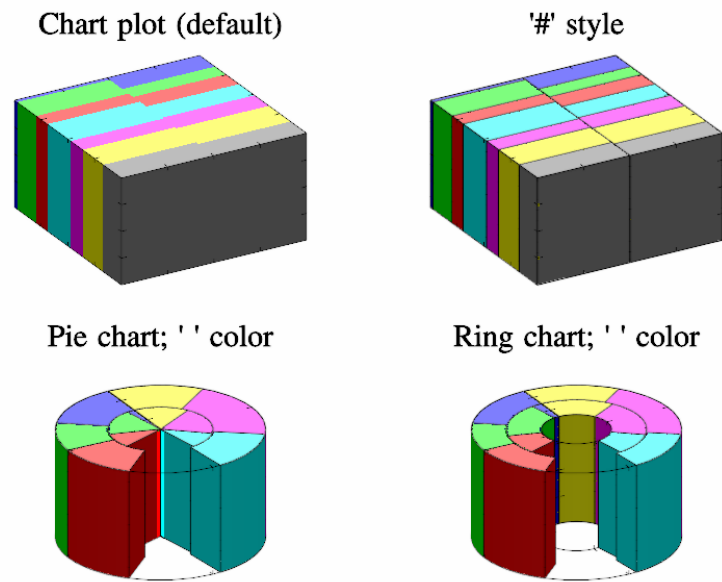 Chart plot (default)
'#' style
Pie chart; ' ' color
Ring chart; ' ' color